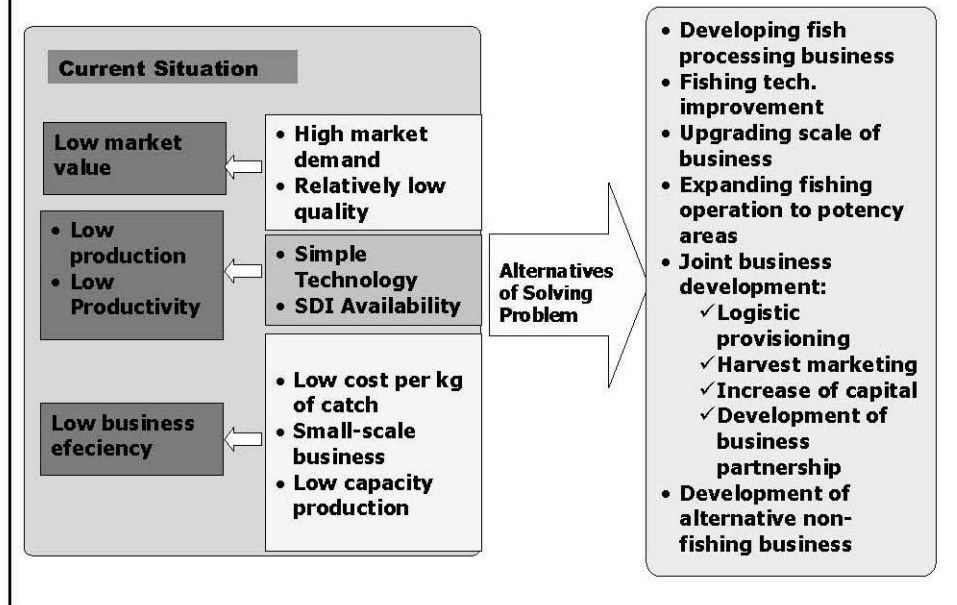 Current Situation
Low market
value
• High market
demand
• Relatively low
quality
• Low
production
• Low
Productivity
• Simple
Technology
• SDI Availability
Low business
efeciency
• Low cost per kg
of catch
• Small-scale
business
• Low capacity
production
Alternatives
of Solving
Problem
• Developing fish
processing business
• Fishing tech.
improvement
• Upgrading scale of
business
• Expanding fishing
operation to potency
areas
• Joint business
development:
✓Logistic
provisioning
✓Harvest marketing
✓Increase of capital
✓Development of
business
partnership
• Development of
alternative non-
fishing business